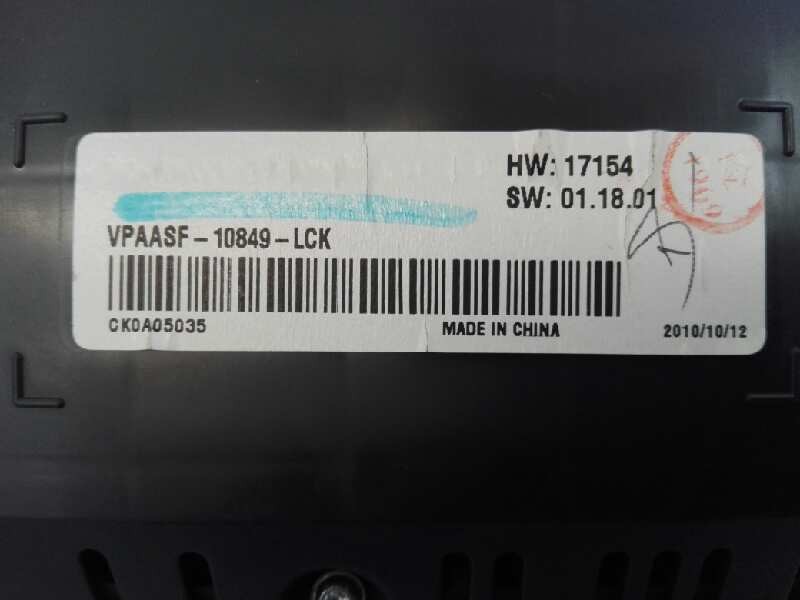 HW: 17154
SW: 01.18.01
VPAASF-10849-LCK
CK0A05035
MADE IN CHINA
2010/10/12